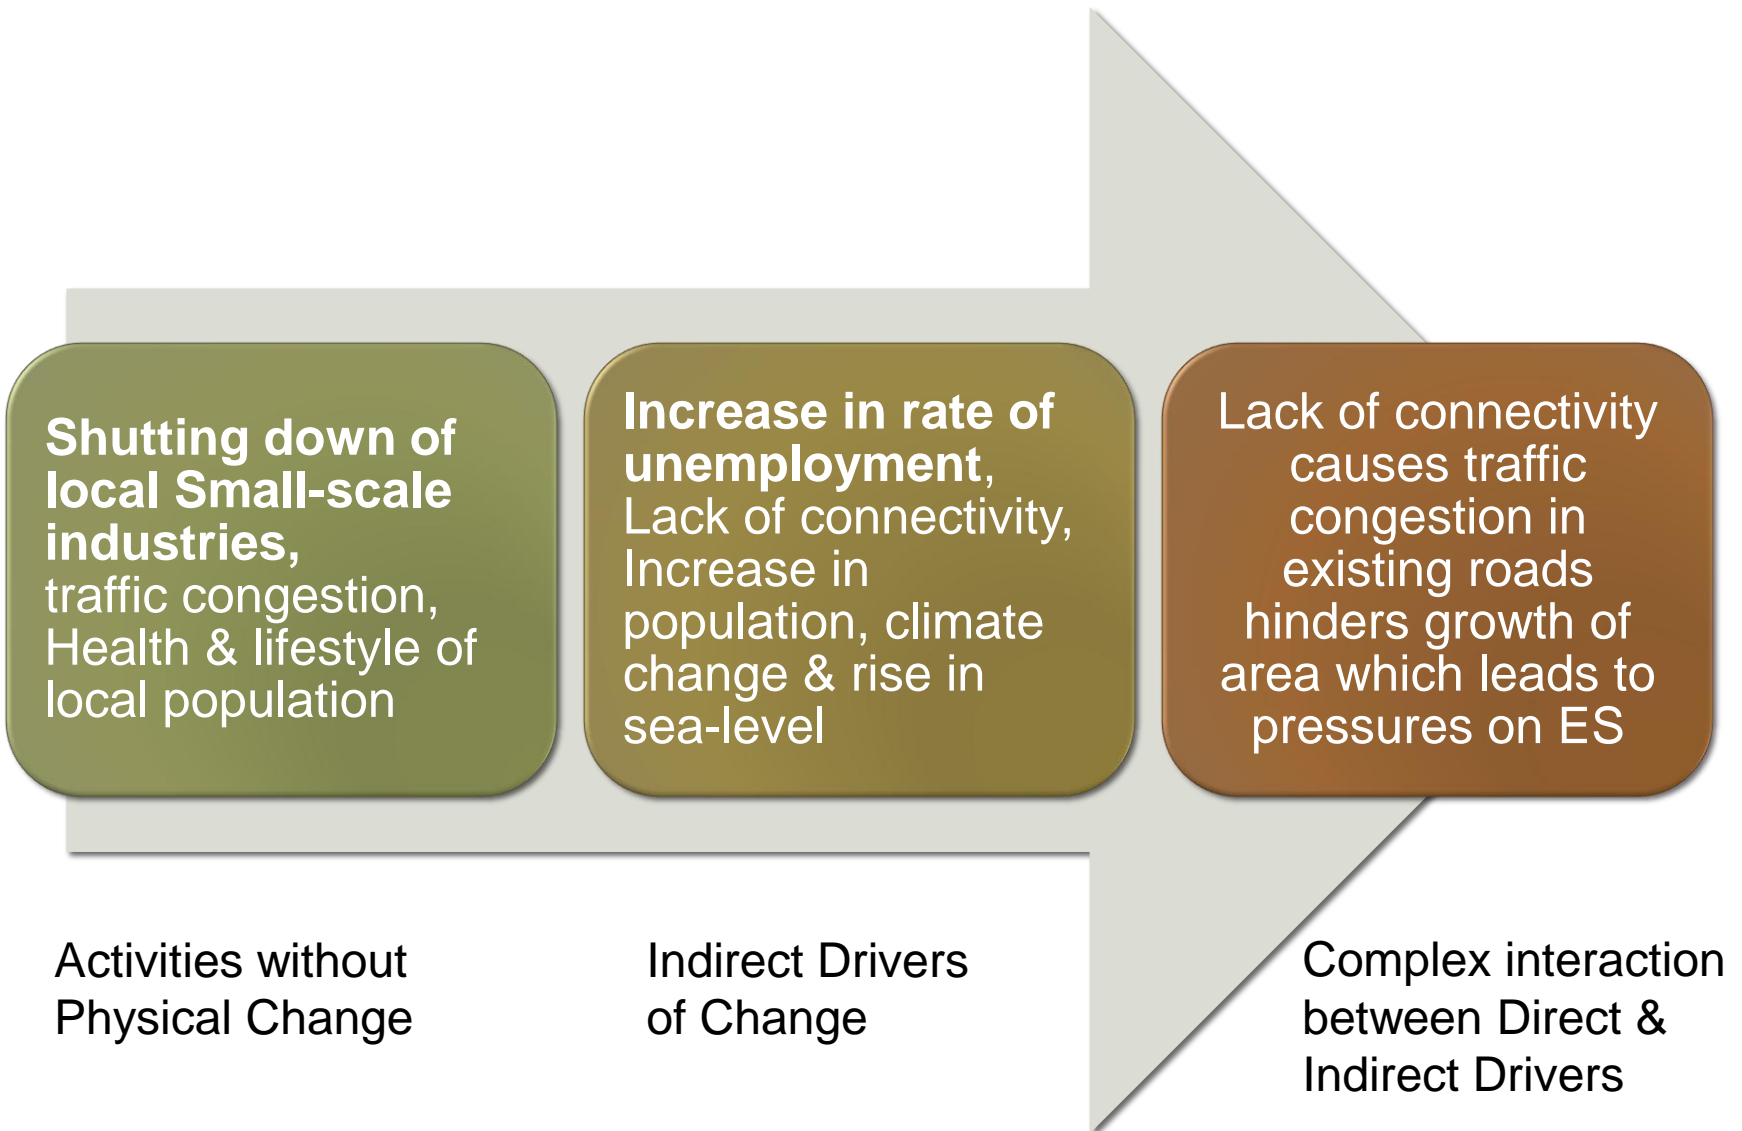 Shutting down of
local Small-scale
industries,
traffic congestion,
Health & lifestyle of
local population
Increase in rate of
unemployment,
Lack of connectivity,
Increase in
population, climate
change & rise in
sea-level
Lack of connectivity
causes traffic
congestion in
existing roads
hinders growth of
area which leads to
pressures on ES
Activities without
Physical Change
Indirect Drivers
of Change
Complex interaction
between Direct &
Indirect Drivers